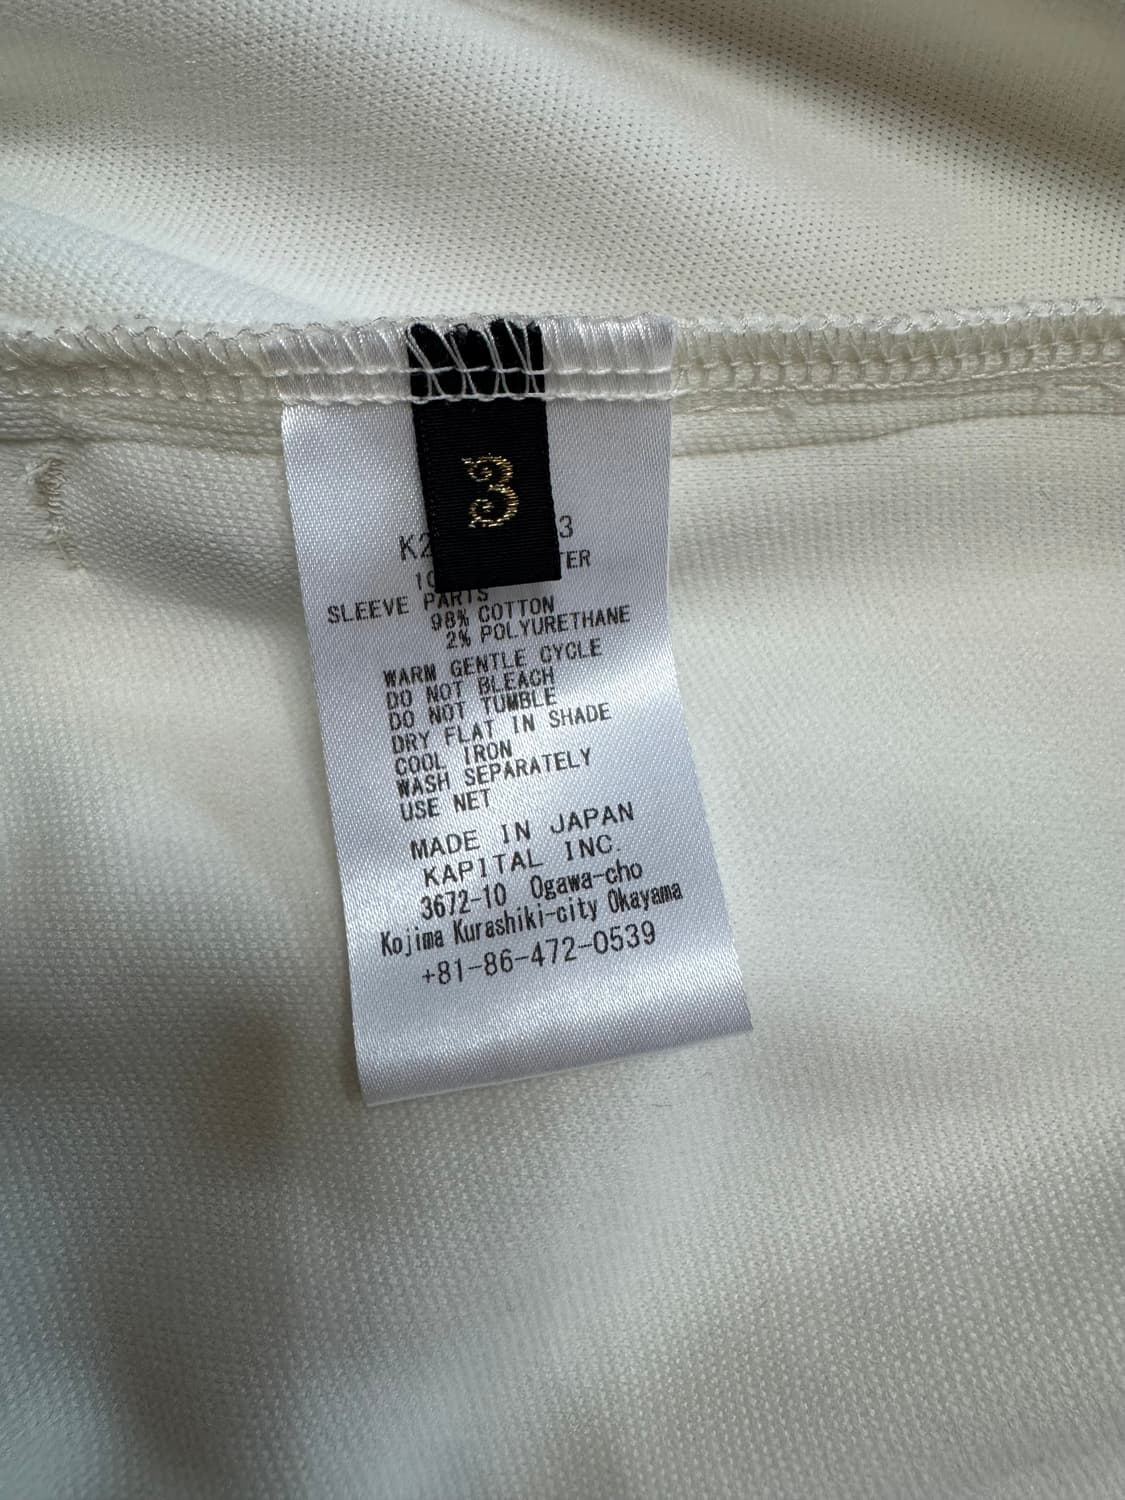 3
K2 3
10 TER
SLEEVE PARTS
98% COTTON
2% POLYURETHANE
WARM GENTLE CYCLE
DO NOT BLEACH
DO NOT TUMBLE
DRY FLAT IN SHADE
COOL IRON
WASH SEPARATELY
USE NET
MADE IN JAPAN
KAPITAL INC.
3672-10 Ogawa-cho
Kojima Kurashiki-city Okayama
+81-86-472-0539